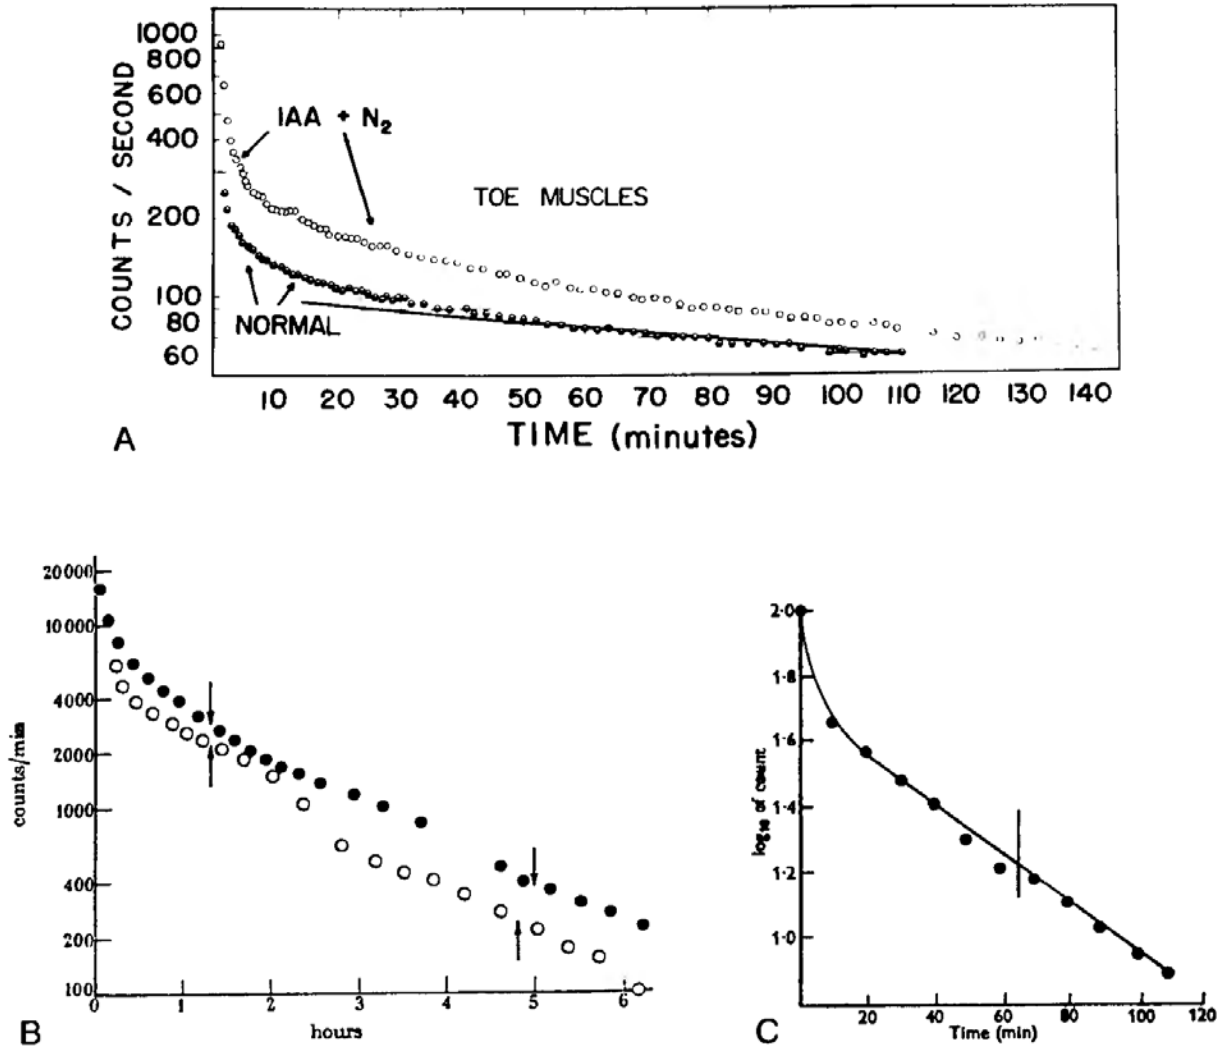 1000
800
600
400
200
100
80
60
COUNTS / SECOND
IAA + N₂
TOE MUSCLES
NORMAL
10 20 30 40 50 60 70 80 90 100 110 120 130 140
TIME (minutes)
A
20000
10000
4000
2000
1000
400
200
100
counts/min
0 1 2 3 4 5 6
hours
B
2·0
1·8
1·6
1·4
1·2
1·0
log₁₀ of count
20 40 60 80 100 120
Time (min)
C